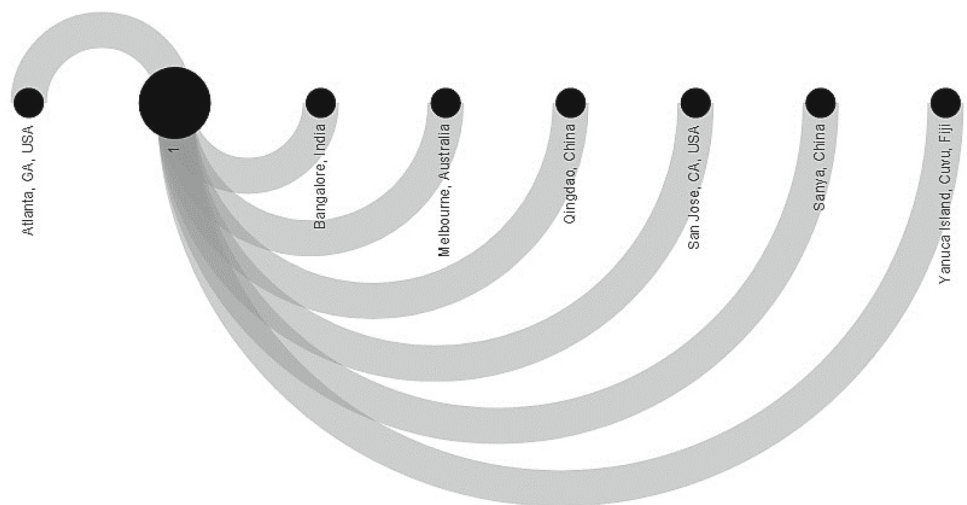 Atlanta, GA, USA
1
Bangalore, India
Melbourne, Australia
Qingdao, China
San Jose, CA, USA
Sanya, China
Yanuca Island, Cuvu, Fiji